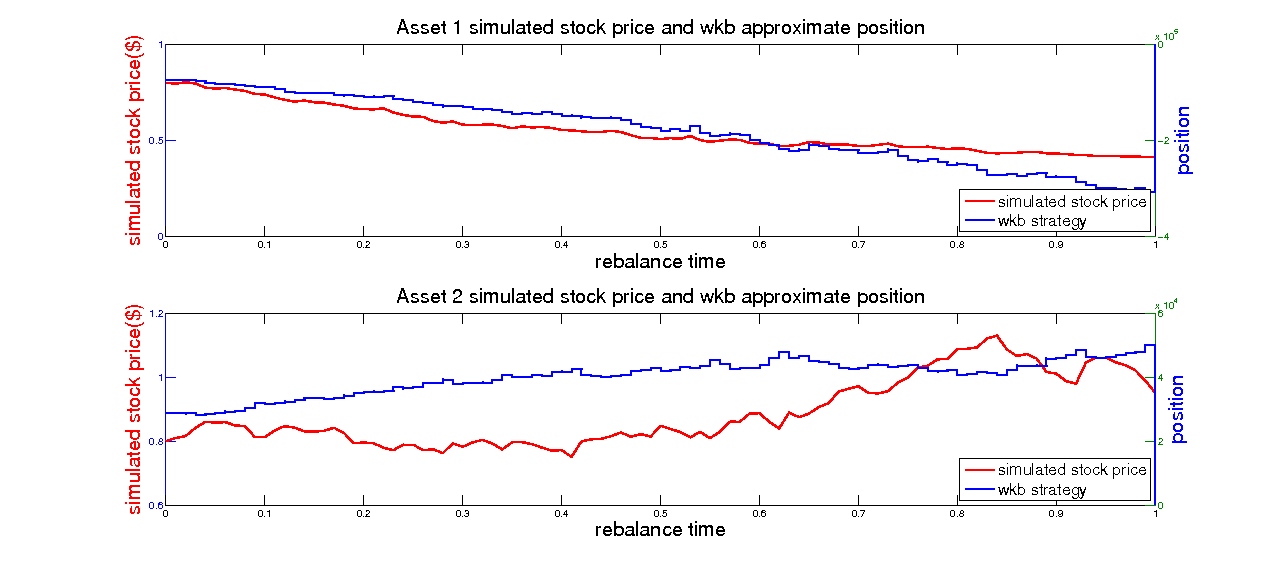 Asset 1 simulated stock price and wkb approximate position
x 10^5
simulated stock price($)
1
0.5
0
0
-2
-4
position
simulated stock price
wkb strategy
0 0.1 0.2 0.3 0.4 0.5 0.6 0.7 0.8 0.9 1
rebalance time
Asset 2 simulated stock price and wkb approximate position
x 10^4
simulated stock price($)
1.2
1
0.8
0.6
6
4
2
0
position
simulated stock price
wkb strategy
0 0.1 0.2 0.3 0.4 0.5 0.6 0.7 0.8 0.9 1
rebalance time